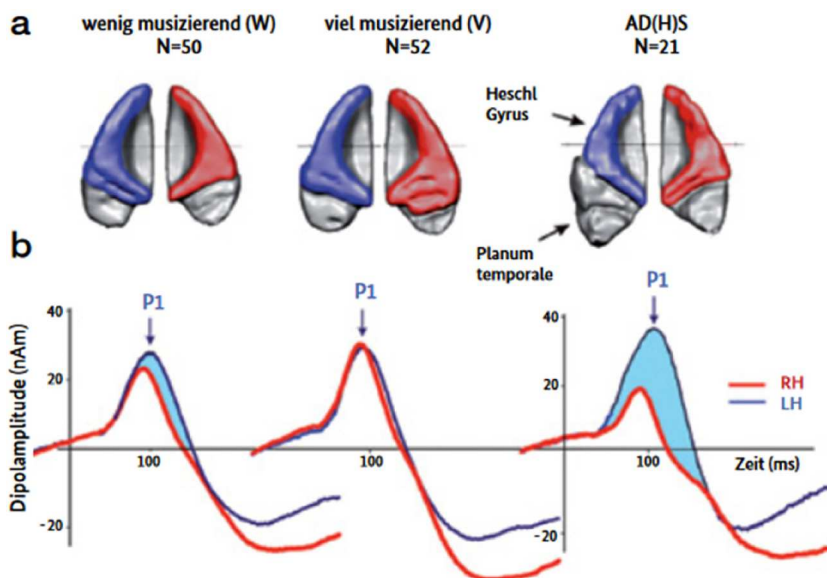 a
wenig musizierend (W)
N=50
viel musizierend (V)
N=52
AD(H)S
N=21
Heschl
Gyrus
Planum
temporale
b
Dipolamplitude (nAm)
40
20
-20
P1
100
P1
100
40
20
-20
P1
100
RH
LH
Zeit (ms)